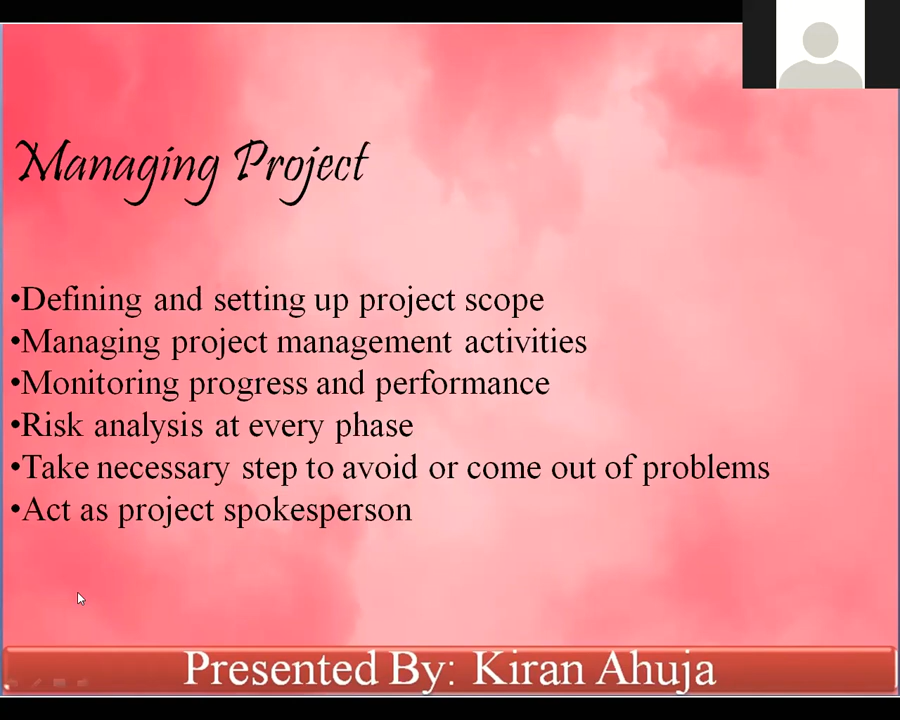 Managing Project
•Defining and setting up project scope
•Managing project management activities
•Monitoring progress and performance
•Risk analysis at every phase
•Take necessary step to avoid or come out of problems
•Act as project spokesperson
Presented By: Kiran Ahuja